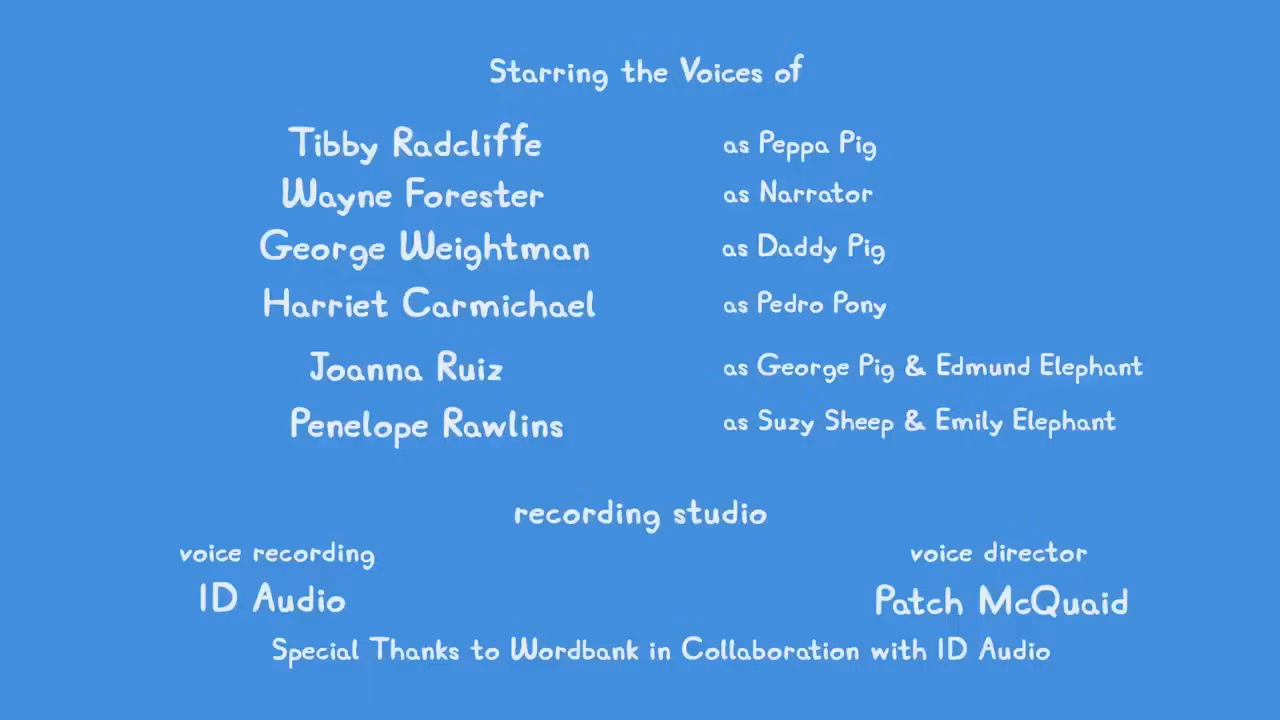 Starring the Voices of
Tibby Radcliffe as Peppa Pig
Wayne Forester as Narrator
George Weightman as Daddy Pig
Harriet Carmichael as Pedro Pony
Joanna Ruiz as George Pig & Edmund Elephant
Penelope Rawlins as Suzy Sheep & Emily Elephant
recording studio
voice recording voice director
ID Audio Patch McQuaid
Special Thanks to Wordbank in Collaboration with ID Audio